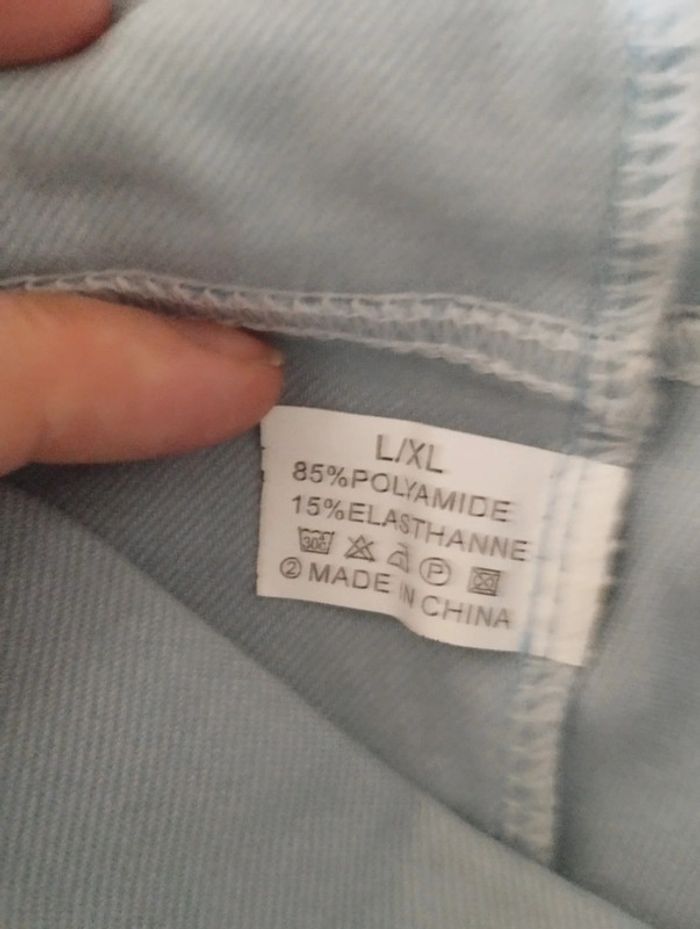 L/XL
85%POLYAMIDE
15%ELASTHANNE
30° P
② MADE IN CHINA